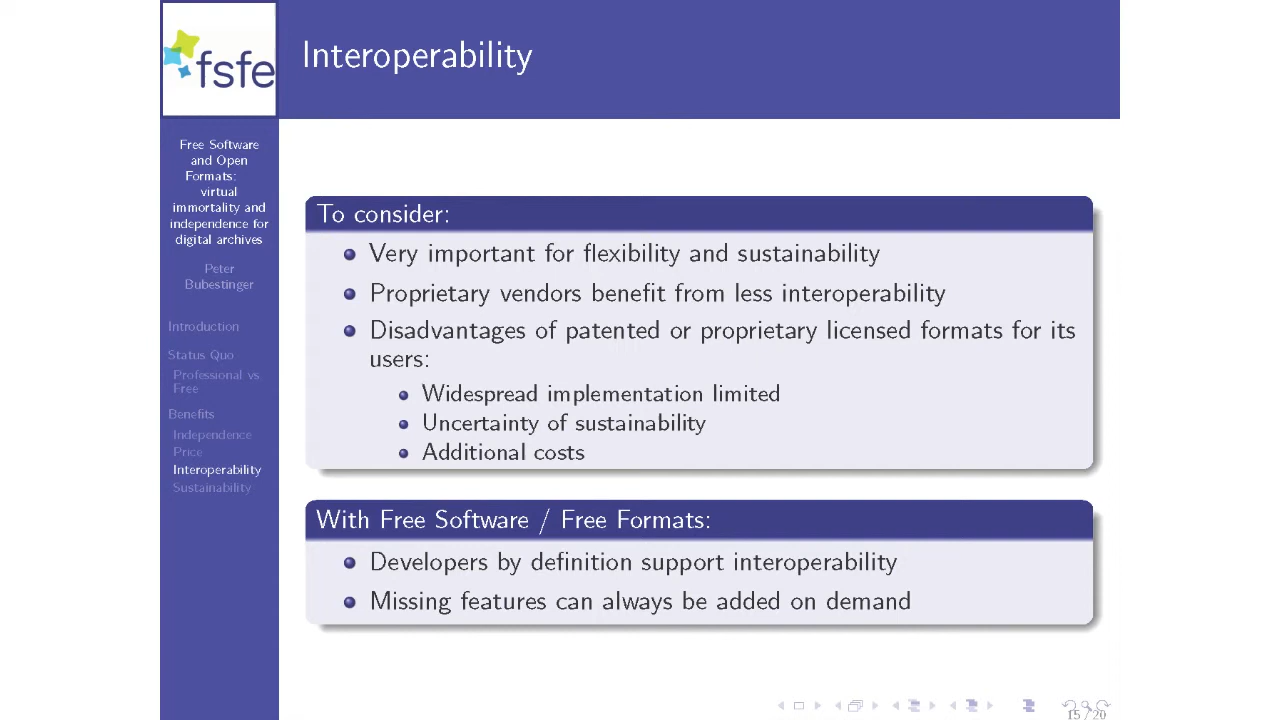 fsfe
Interoperability
Free Software
and Open
Formats:
virtual
immortality and
independence for
digital archives
Peter
Bubestinger
Introduction
Status Quo
Professional vs.
Free
Benefits
Independence
Price
Interoperability
Sustainability
To consider:
Very important for flexibility and sustainability
Proprietary vendors benefit from less interoperability
Disadvantages of patented or proprietary licensed formats for its
users:
Widespread implementation limited
Uncertainty of sustainability
Additional costs
With Free Software / Free Formats:
Developers by definition support interoperability
Missing features can always be added on demand
15 / 20